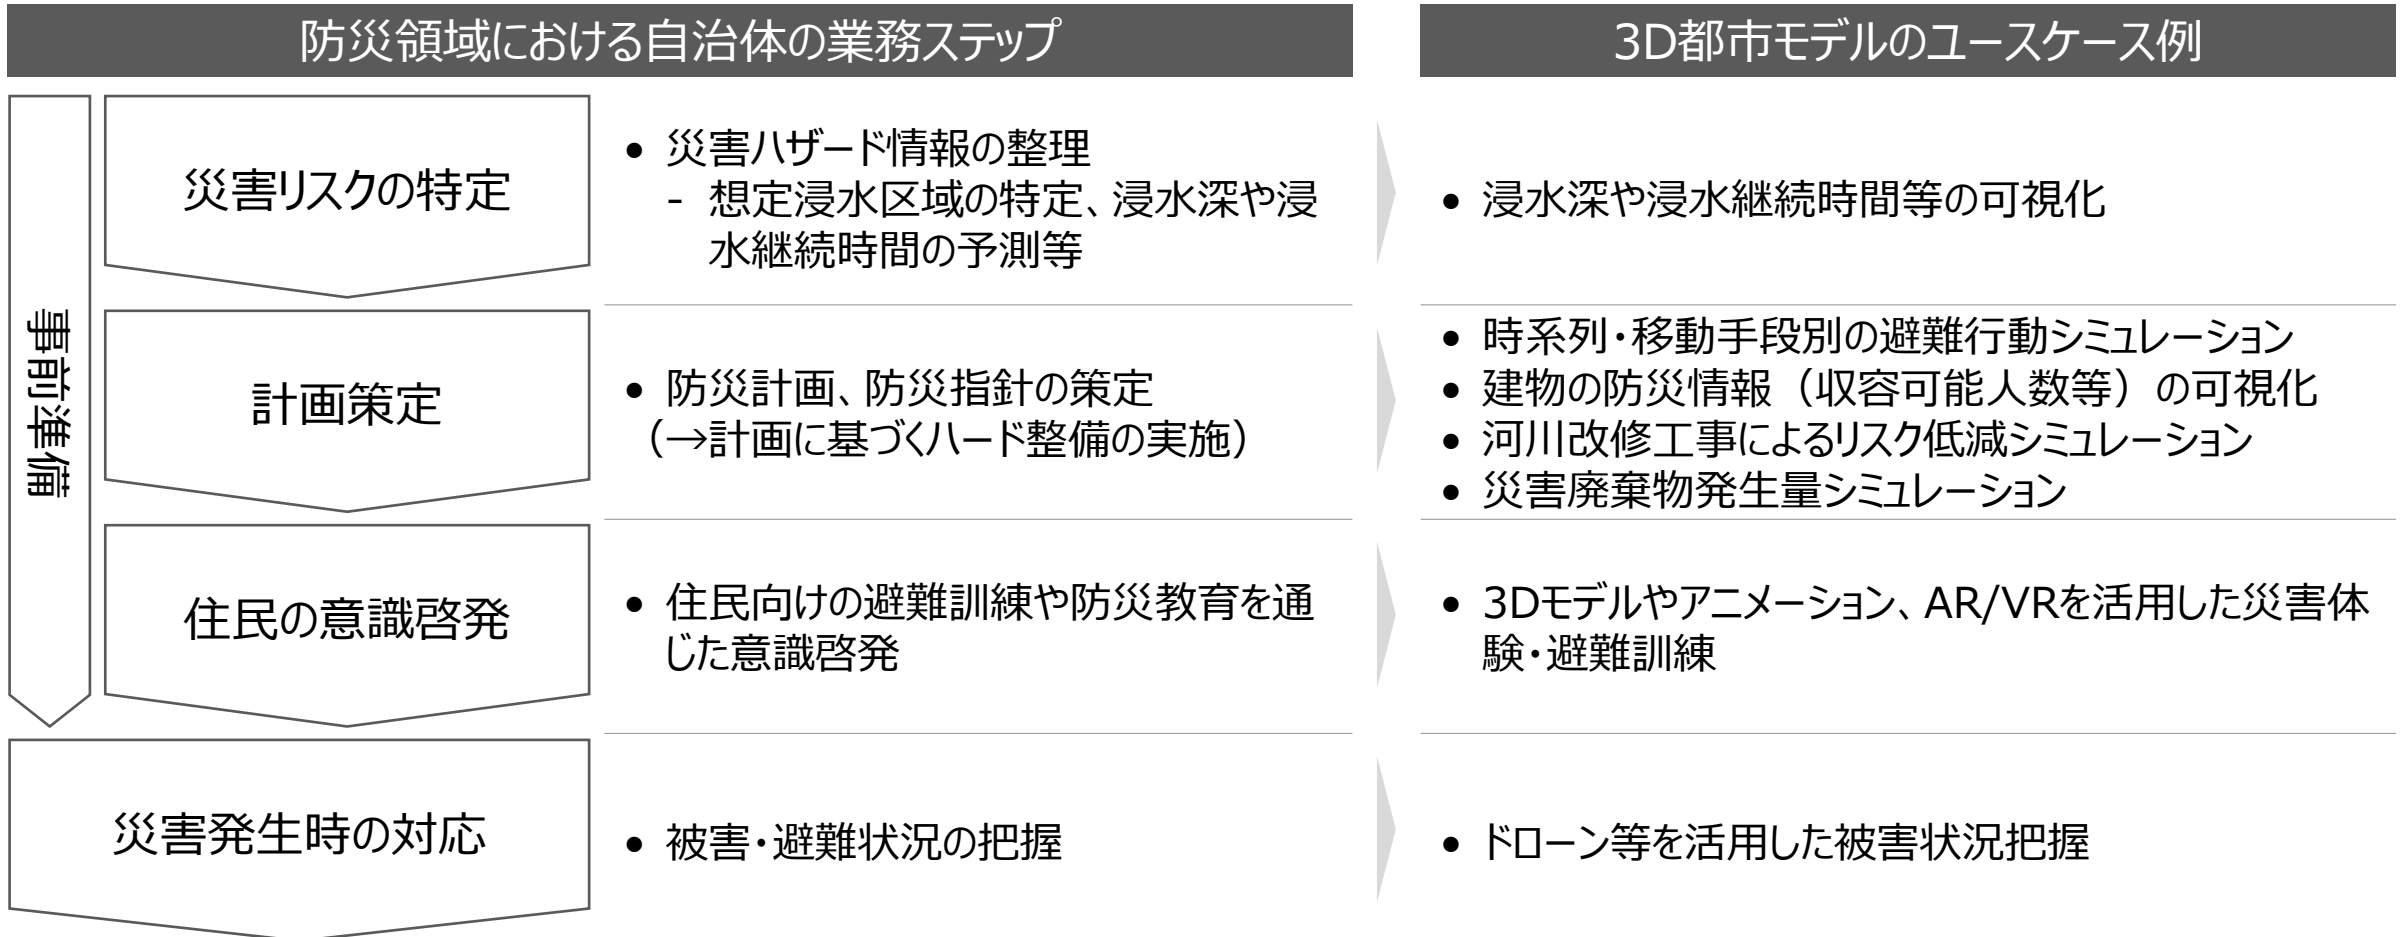 防災領域における自治体の業務ステップ
3D都市モデルのユースケース例
事前準備
災害リスクの特定
• 災害ハザード情報の整理
- 想定浸水区域の特定、浸水深や浸
水継続時間の予測等
• 浸水深や浸水継続時間等の可視化
計画策定
• 防災計画、防災指針の策定
（→計画に基づくハード整備の実施）
• 時系列・移動手段別の避難行動シミュレーション
• 建物の防災情報（収容可能人数等）の可視化
• 河川改修工事によるリスク低減シミュレーション
• 災害廃棄物発生量シミュレーション
住民の意識啓発
• 住民向けの避難訓練や防災教育を通
じた意識啓発
• 3Dモデルやアニメーション、AR/VRを活用した災害体
験・避難訓練
災害発生時の対応
• 被害・避難状況の把握
• ドローン等を活用した被害状況把握